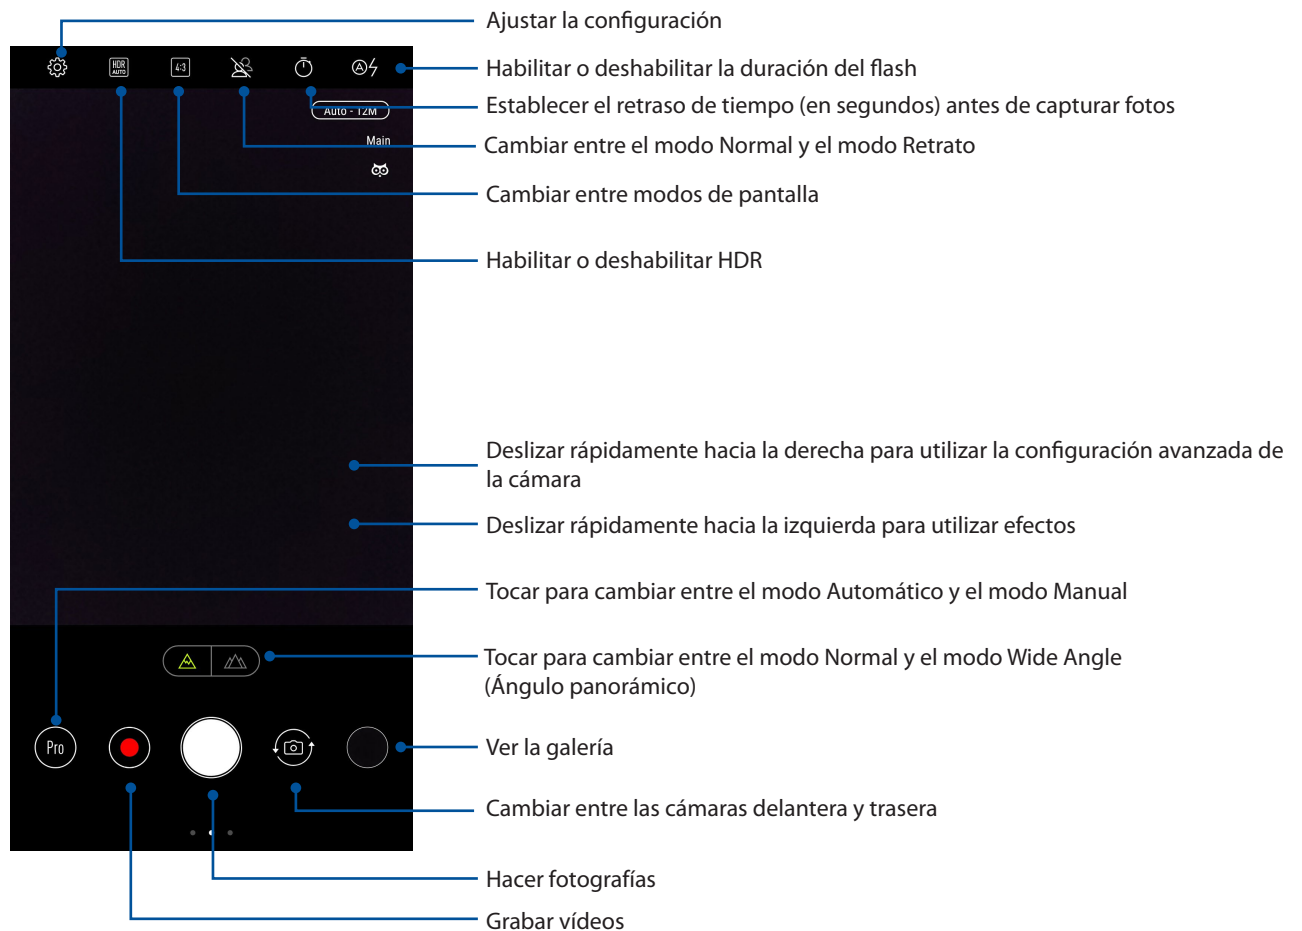 Ajustar la configuración
HDR
AUTO
4:3
A
Habilitar o deshabilitar la duración del flash
Auto - 12M
Establecer el retraso de tiempo (en segundos) antes de capturar fotos
Main
Cambiar entre el modo Normal y el modo Retrato
Cambiar entre modos de pantalla
Habilitar o deshabilitar HDR
Deslizar rápidamente hacia la derecha para utilizar la configuración avanzada de
la cámara
Deslizar rápidamente hacia la izquierda para utilizar efectos
Tocar para cambiar entre el modo Automático y el modo Manual
Tocar para cambiar entre el modo Normal y el modo Wide Angle
(Ángulo panorámico)
Pro
Ver la galería
Cambiar entre las cámaras delantera y trasera
Hacer fotografías
Grabar vídeos